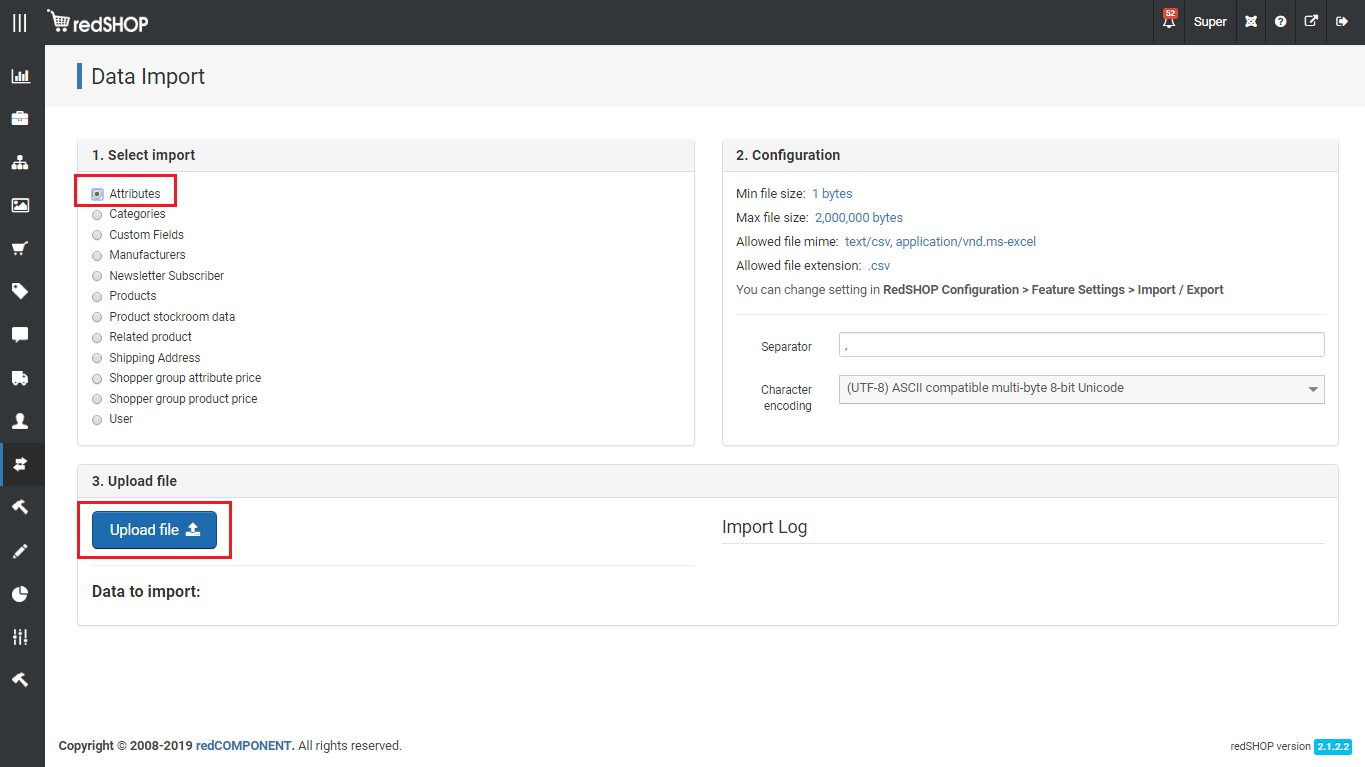 redSHOP
52
Super
Data Import
1. Select import
Attributes
Categories
Custom Fields
Manufacturers
Newsletter Subscriber
Products
Product stockroom data
Related product
Shipping Address
Shopper group attribute price
Shopper group product price
User
2. Configuration
Min file size: 1 bytes
Max file size: 2,000,000 bytes
Allowed file mime: text/csv, application/vnd.ms-excel
Allowed file extension: .csv
You can change setting in RedSHOP Configuration > Feature Settings > Import / Export
Separator ,
Character encoding (UTF-8) ASCII compatible multi-byte 8-bit Unicode
3. Upload file
Upload file
Import Log
Data to import:
Copyright © 2008-2019 redCOMPONENT. All rights reserved.
redSHOP version 2.1.2.2